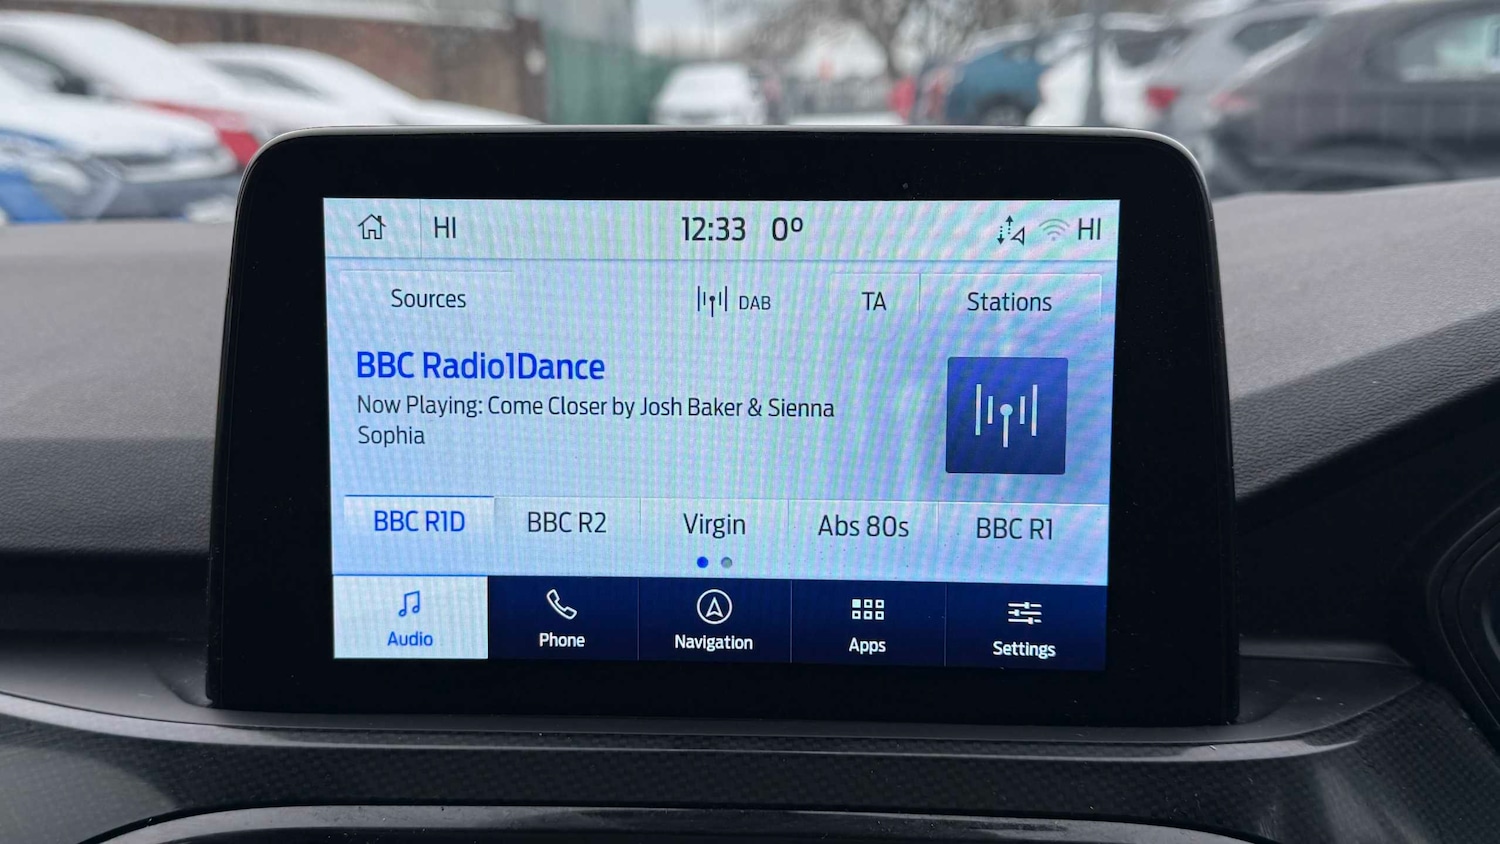 HI 12:33 0º HI
Sources DAB TA Stations
BBC Radio1Dance
Now Playing: Come Closer by Josh Baker & Sienna
Sophia
BBC R1D BBC R2 Virgin Abs 80s BBC R1
Audio Phone Navigation Apps Settings